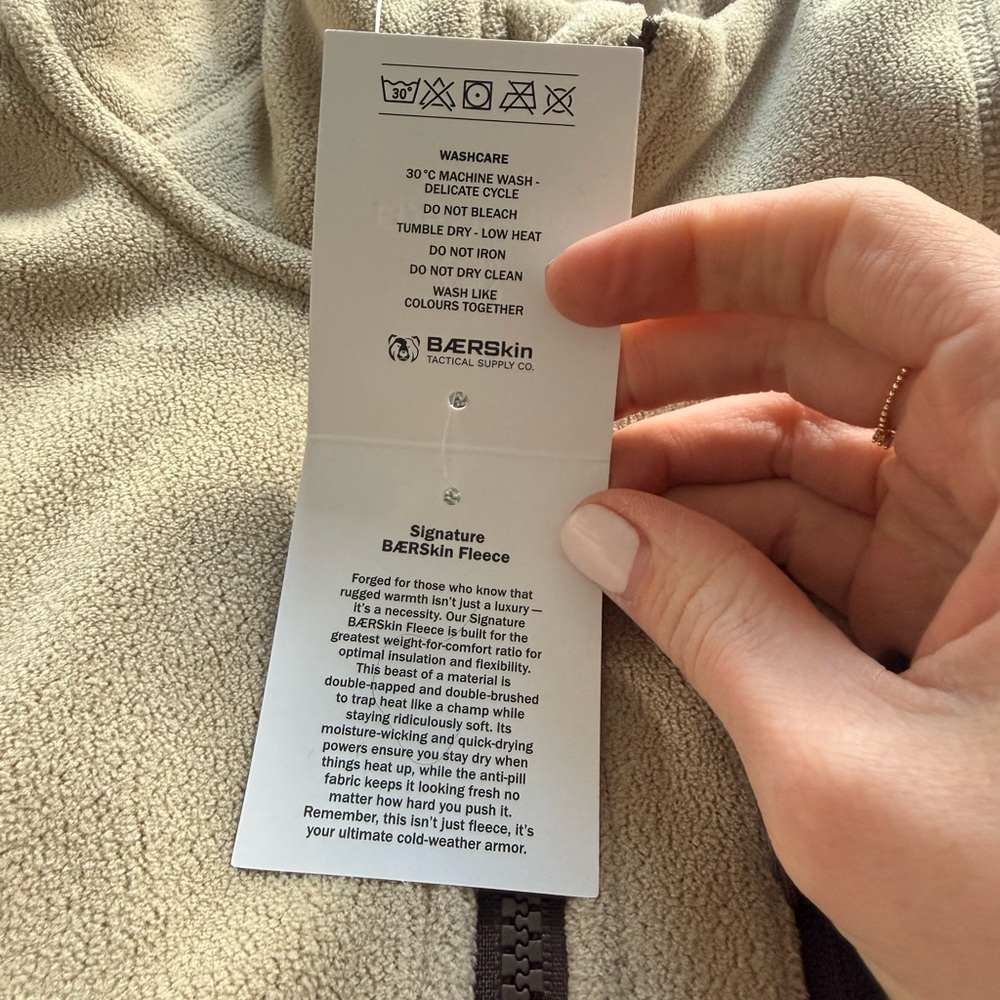 30°
WASHCARE
30°C MACHINE WASH -
DELICATE CYCLE
DO NOT BLEACH
TUMBLE DRY - LOW HEAT
DO NOT IRON
DO NOT DRY CLEAN
WASH LIKE
COLOURS TOGETHER
BÆRSkin
TACTICAL SUPPLY CO.
Signature
BÆRSkin Fleece
Forged for those who know that
rugged warmth isn't just a luxury —
it's a necessity. Our Signature
BÆRSkin Fleece is built for the
greatest weight-for-comfort ratio for
optimal insulation and flexibility.
This beast of a material is
double-napped and double-brushed
to trap heat like a champ while
staying ridiculously soft. Its
moisture-wicking and quick-drying
powers ensure you stay dry when
things heat up, while the anti-pill
fabric keeps it looking fresh no
matter how hard you push it.
Remember, this isn't just fleece, it's
your ultimate cold-weather armor.